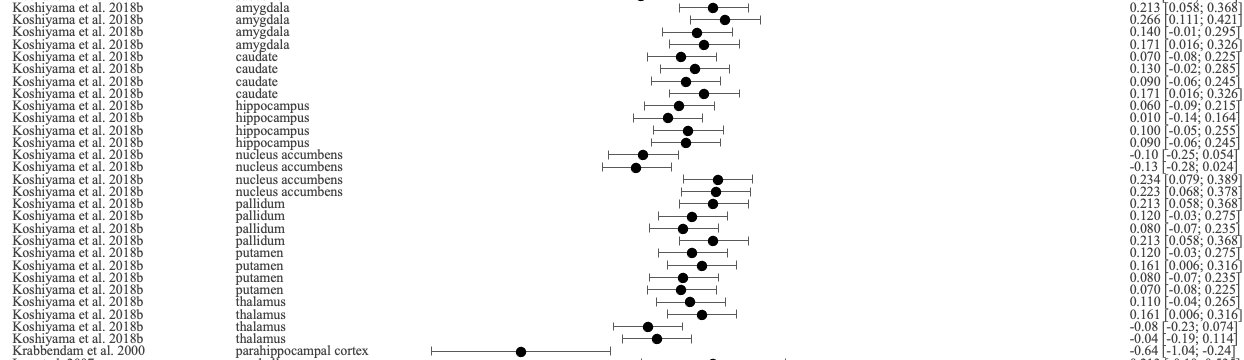 Koshiyama et al. 2018b amygdala 0.213 [0.058; 0.368]
Koshiyama et al. 2018b amygdala 0.266 [0.111; 0.421]
Koshiyama et al. 2018b amygdala 0.140 [-0.01; 0.295]
Koshiyama et al. 2018b amygdala 0.171 [0.016; 0.326]
Koshiyama et al. 2018b caudate 0.070 [-0.08; 0.225]
Koshiyama et al. 2018b caudate 0.130 [-0.02; 0.285]
Koshiyama et al. 2018b caudate 0.090 [-0.06; 0.245]
Koshiyama et al. 2018b caudate 0.171 [0.016; 0.326]
Koshiyama et al. 2018b hippocampus 0.060 [-0.09; 0.215]
Koshiyama et al. 2018b hippocampus 0.010 [-0.14; 0.164]
Koshiyama et al. 2018b hippocampus 0.100 [-0.05; 0.255]
Koshiyama et al. 2018b hippocampus 0.090 [-0.06; 0.245]
Koshiyama et al. 2018b nucleus accumbens -0.10 [-0.25; 0.054]
Koshiyama et al. 2018b nucleus accumbens -0.13 [-0.28; 0.024]
Koshiyama et al. 2018b nucleus accumbens 0.234 [0.079; 0.389]
Koshiyama et al. 2018b nucleus accumbens 0.223 [0.068; 0.378]
Koshiyama et al. 2018b pallidum 0.213 [0.058; 0.368]
Koshiyama et al. 2018b pallidum 0.120 [-0.03; 0.275]
Koshiyama et al. 2018b pallidum 0.080 [-0.07; 0.235]
Koshiyama et al. 2018b pallidum 0.213 [0.058; 0.368]
Koshiyama et al. 2018b putamen 0.120 [-0.03; 0.275]
Koshiyama et al. 2018b putamen 0.161 [0.006; 0.316]
Koshiyama et al. 2018b putamen 0.080 [-0.07; 0.235]
Koshiyama et al. 2018b putamen 0.070 [-0.08; 0.225]
Koshiyama et al. 2018b thalamus 0.110 [-0.04; 0.265]
Koshiyama et al. 2018b thalamus 0.161 [0.006; 0.316]
Koshiyama et al. 2018b thalamus -0.08 [-0.23; 0.074]
Koshiyama et al. 2018b thalamus -0.04 [-0.19; 0.114]
Krabbendam et al. 2000 parahippocampal cortex -0.64 [-1.04; -0.24]